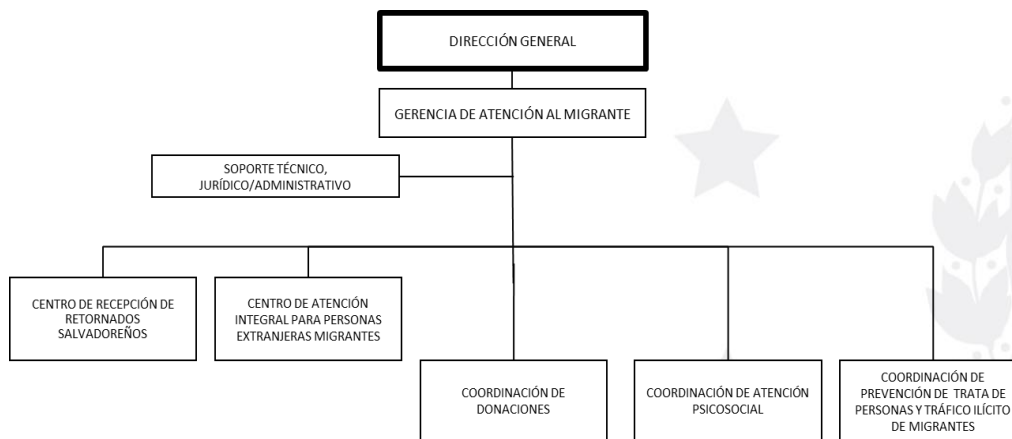 DIRECCIÓN GENERAL
GERENCIA DE ATENCIÓN AL MIGRANTE
SOPORTE TÉCNICO,
JURÍDICO/ADMINISTRATIVO
CENTRO DE RECEPCIÓN DE
RETORNADOS
SALVADOREÑOS
CENTRO DE ATENCIÓN
INTEGRAL PARA PERSONAS
EXTRANJERAS MIGRANTES
COORDINACIÓN DE
DONACIONES
COORDINACIÓN DE ATENCIÓN
PSICOSOCIAL
COORDINACIÓN DE
PREVENCIÓN DE TRATA DE
PERSONAS Y TRÁFICO ILÍCITO
DE MIGRANTES